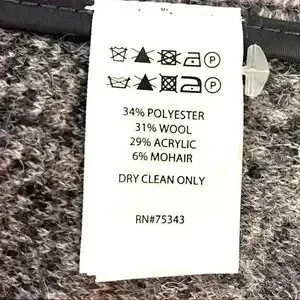 34% POLYESTER
31% WOOL
29% ACRYLIC
6% MOHAIR
DRY CLEAN ONLY
RN#75343